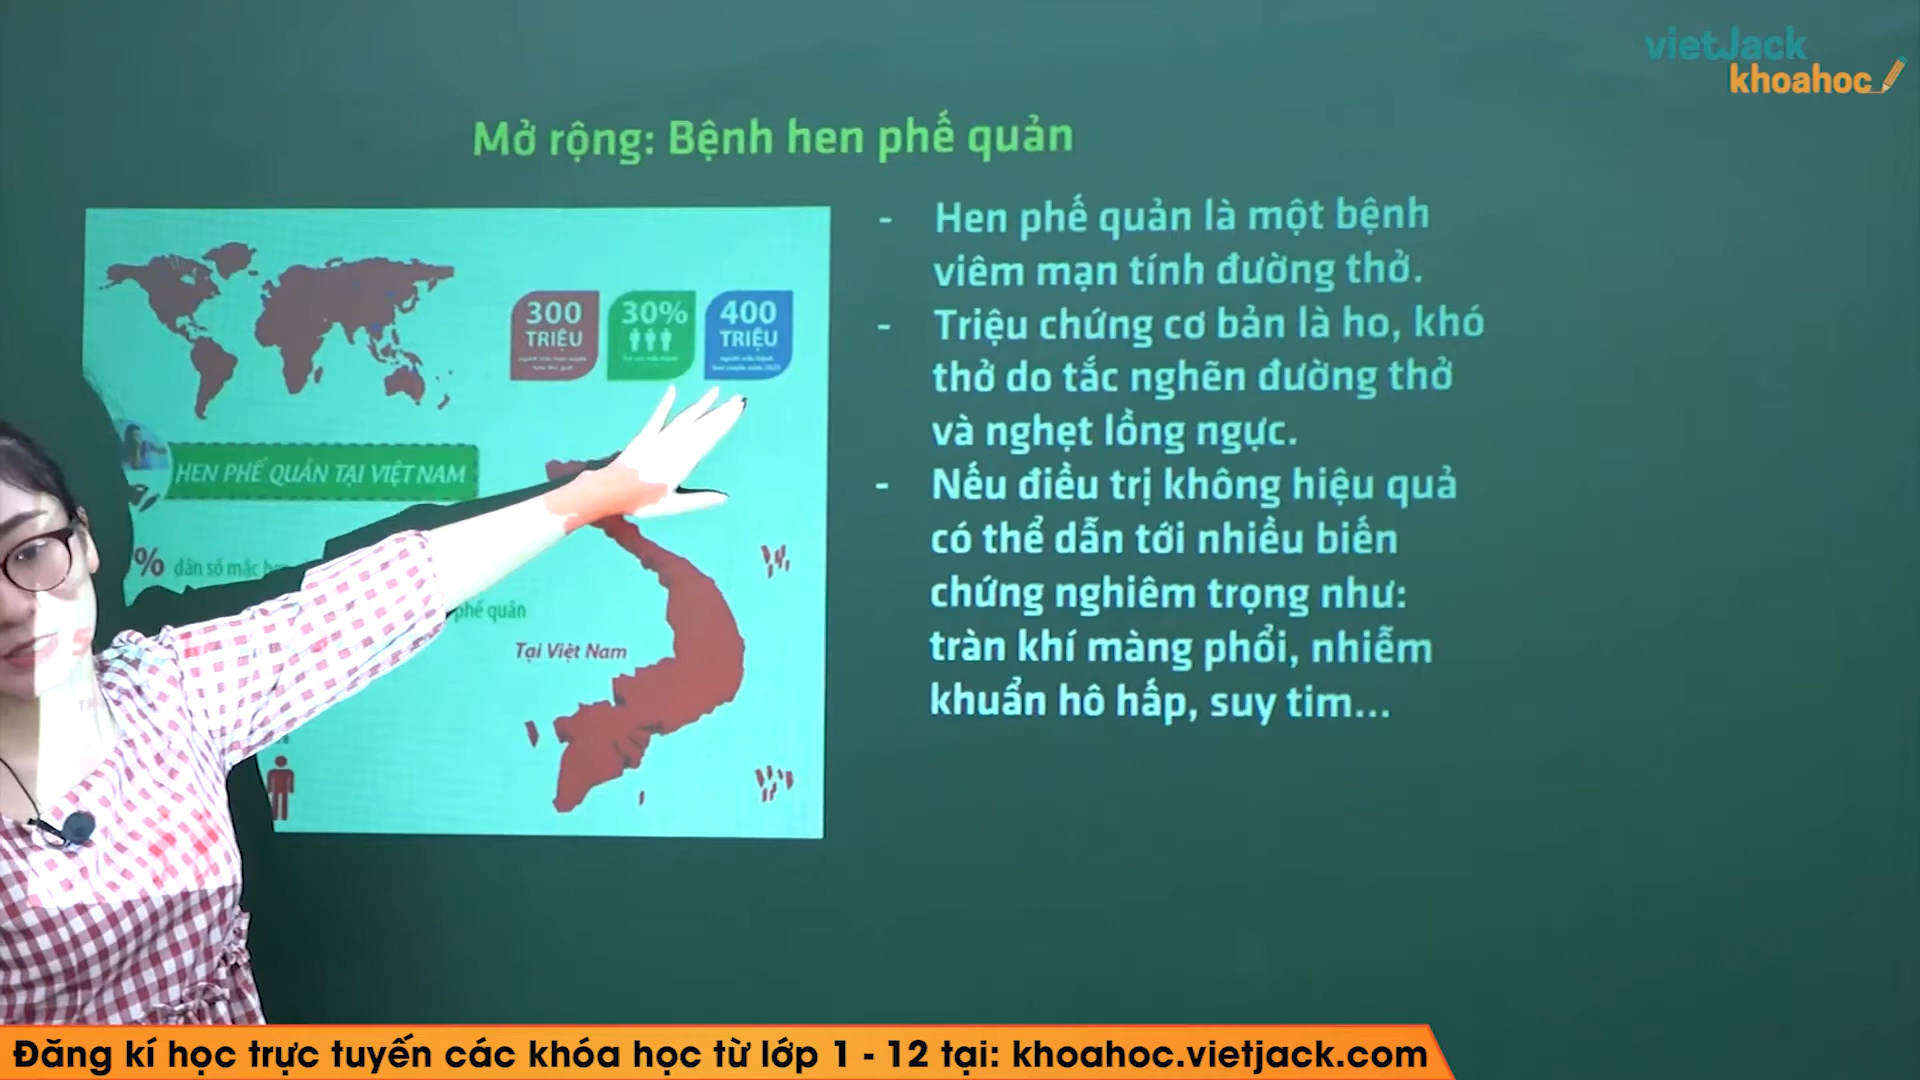 vietJack
khoahoc
Mở rộng: Bệnh hen phế quản
300
TRIỆU
30%
400
TRIỆU
HEN PHẾ QUẢN TẠI VIỆT NAM
% dân số mắc hen
phế quản
Tại Việt Nam
- Hen phế quản là một bệnh
viêm mạn tính đường thở.
- Triệu chứng cơ bản là ho, khó
thở do tắc nghẽn đường thở
và nghẹt lồng ngực.
- Nếu điều trị không hiệu quả
có thể dẫn tới nhiều biến
chứng nghiêm trọng như:
tràn khí màng phổi, nhiễm
khuẩn hô hấp, suy tim...
Đăng kí học trực tuyến các khóa học từ lớp 1 - 12 tại: khoahoc.vietjack.com